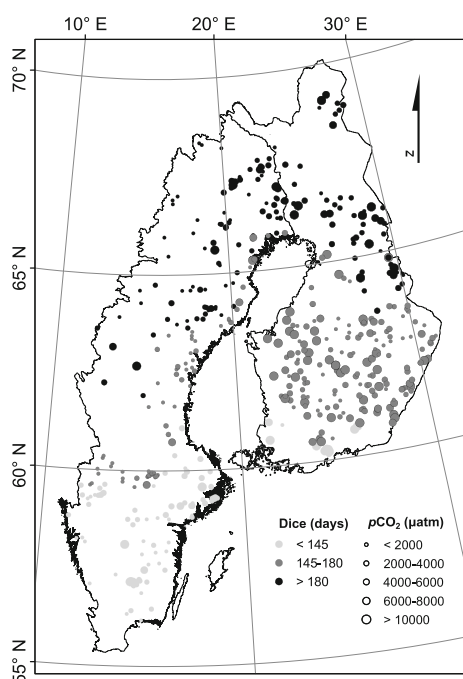 10° E 20° E 30° E
70° N
N
65° N
60° N
Dice (days) pCO₂ (µatm)
< 145 < 2000
145-180 2000-4000
> 180 4000-6000
6000-8000
> 10000
55° N